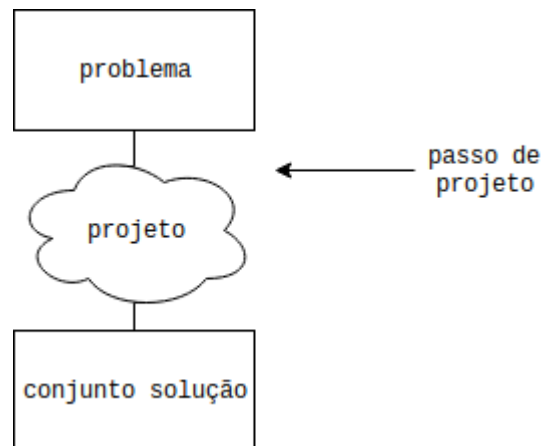 problema
passo de
projeto
projeto
conjunto solução